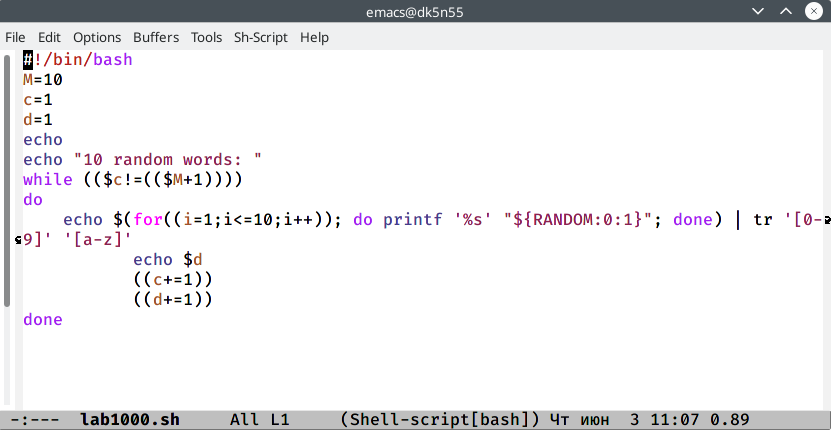 emacs@dk5n55
File Edit Options Buffers Tools Sh-Script Help
#!/bin/bash
M=10
c=1
d=1
echo
echo "10 random words: "
while (($c!=(($M+1))))
do
    echo $(for((i=1;i<=10;i++)); do printf '%s' "${RANDOM:0:1}"; done) | tr '[0-
9]' '[a-z]'
           echo $d
           ((c+=1))
           ((d+=1))
done
-:---  lab1000.sh     All L1     (Shell-script[bash]) Чт июн  3 11:07 0.89